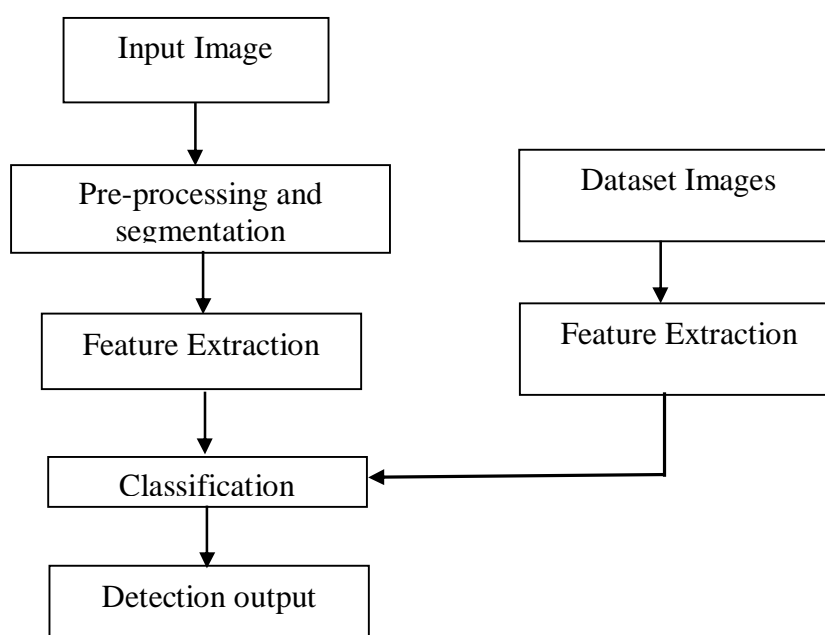 Input Image
Pre-processing and
segmentation
Dataset Images
Feature Extraction
Feature Extraction
Classification
Detection output